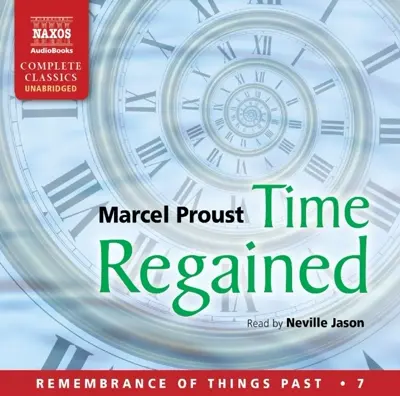 NAXOS
AudioBooks
COMPLETE
CLASSICS
UNABRIDGED
Marcel Proust Time
Regained
Read by Neville Jason
REMEMBRANCE OF THINGS PAST • 7